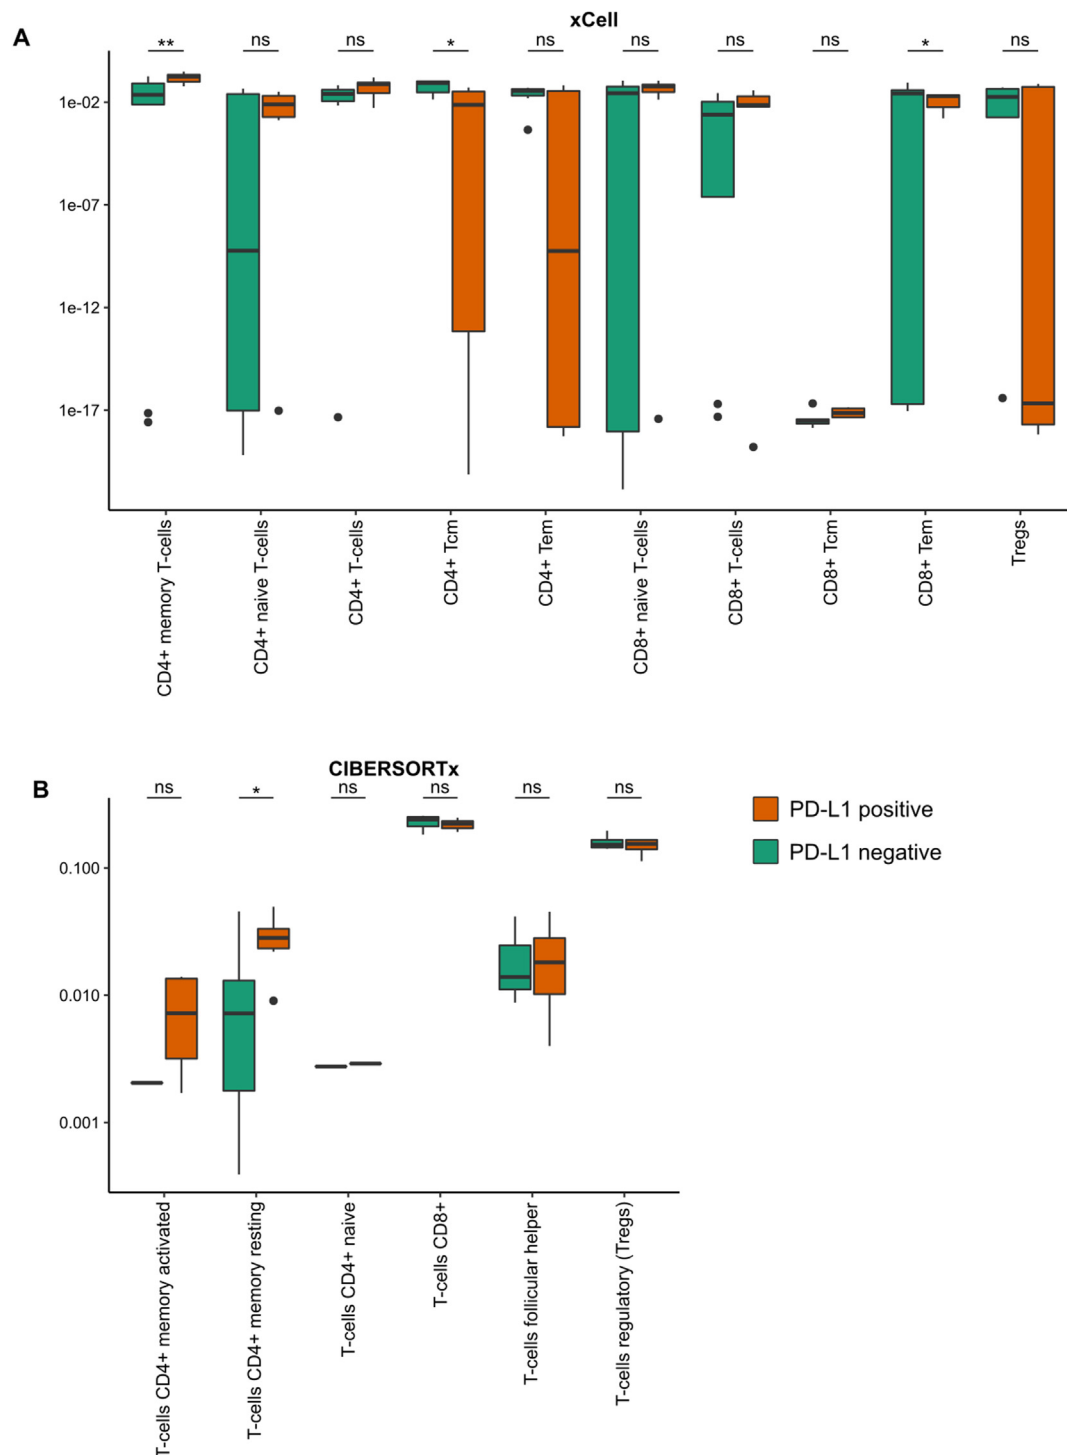 A
xCell
** ns ns * ns ns ns ns * ns
1e-02
1e-07
1e-12
1e-17
CD4+ memory T-cells
CD4+ naive T-cells
CD4+ T-cells
CD4+ Tcm
CD4+ Tem
CD8+ naive T-cells
CD8+ T-cells
CD8+ Tcm
CD8+ Tem
Tregs
B
CIBERSORTx
ns * ns ns ns ns
0.100
0.010
0.001
T-cells CD4+ memory activated
T-cells CD4+ memory resting
T-cells CD4+ naive
T-cells CD8+
T-cells follicular helper
T-cells regulatory (Tregs)
PD-L1 positive
PD-L1 negative